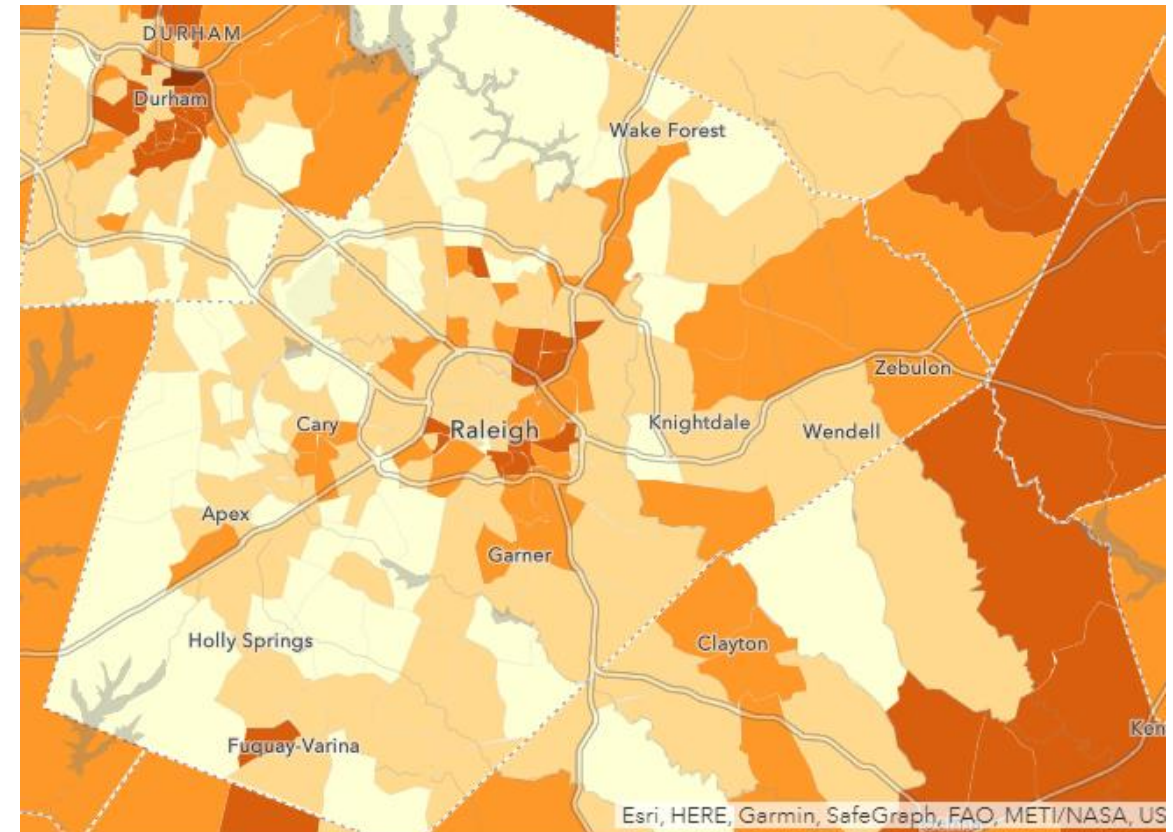 DURHAM
Durham
Wake Forest
Zebulon
Cary
Raleigh
Knightdale
Wendell
Apex
Garner
Holly Springs
Clayton
Fuquay-Varina
Esri, HERE, Garmin, SafeGraph, FAO, METI/NASA, US